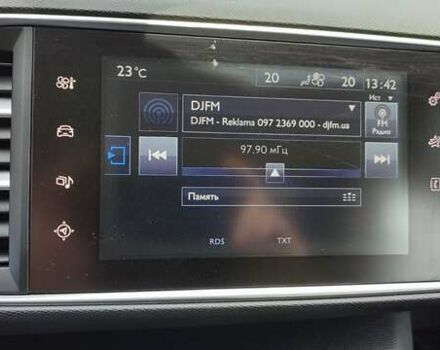 23°C
20 20 13:42
Ист
DJFM
DJFM - Reklama 097 2369 000 - djfm.ua
FM
Радио
97.90 мГц
Память
RDS TXT